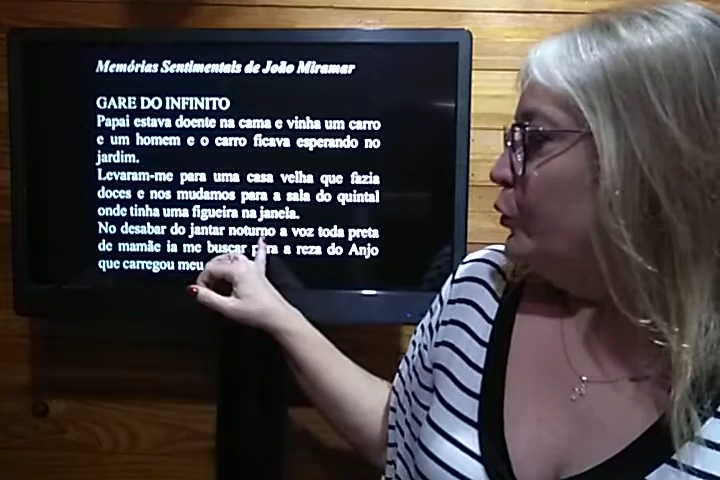 Memórias Sentimentais de João Miramar
GARE DO INFINITO
Papai estava doente na cama e vinha um carro
e um homem e o carro ficava esperando no
jardim.
Levaram-me para uma casa velha que fazia
doces e nos mudamos para a sala do quintal
onde tinha uma figueira na janela.
No desabar do jantar noturno a voz toda preta
de mamãe ia me buscar para a reza do Anjo
que carregou meu